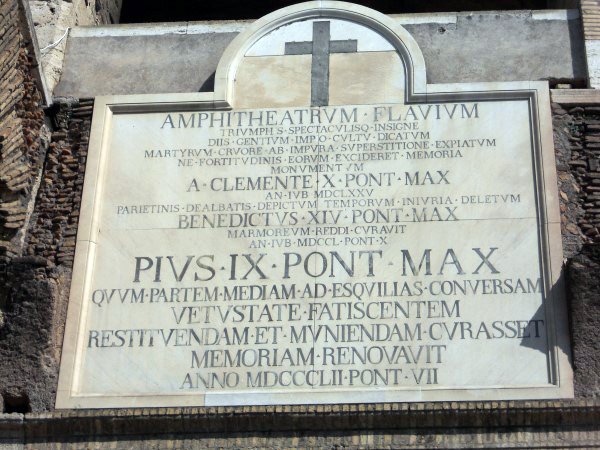 AMPHITHEATRVM · FLAVIVM
TRIVMPHIS · SPECTACVLISQ · INSIGNE
DIIS · GENTIVM · IMPIO · CVLTV · DICATVM
MARTYRVM · CRVORE · AB · IMPVRA · SVPERSTITIONE · EXPIATVM
NE · FORTITVDINIS · EORVM · EXCIDERET · MEMORIA
MONVMENTVM
A · CLEMENTE · X · PONT · MAX
AN · IVB · MDCLXXV
PARIETINIS · DEALBATIS · DEPICTVM · TEMPORVM · INIVRIA · DELETVM
BENEDICTVS · XIV · PONT · MAX
MARMOREVM · REDDI · CVRAVIT
AN · IVB · MDCCL · PONT · X
PIVS · IX · PONT · MAX
QVVM · PARTEM · MEDIAM · AD · ESQVILIAS · CONVERSAM
VETVSTATE · FATISCENTEM
RESTITVENDAM · ET · MVNIENDAM · CVRASSET
MEMORIAM · RENOVAVIT
ANNO · MDCCCLII · PONT · VII